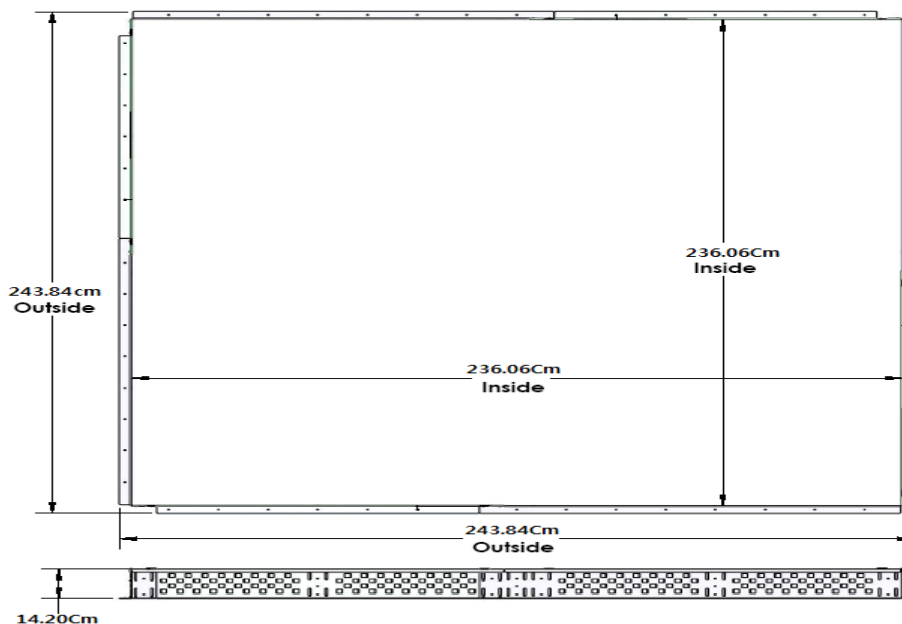 236.06Cm
Inside
243.84cm
Outside
236.06Cm
Inside
243.84Cm
Outside
14.20Cm